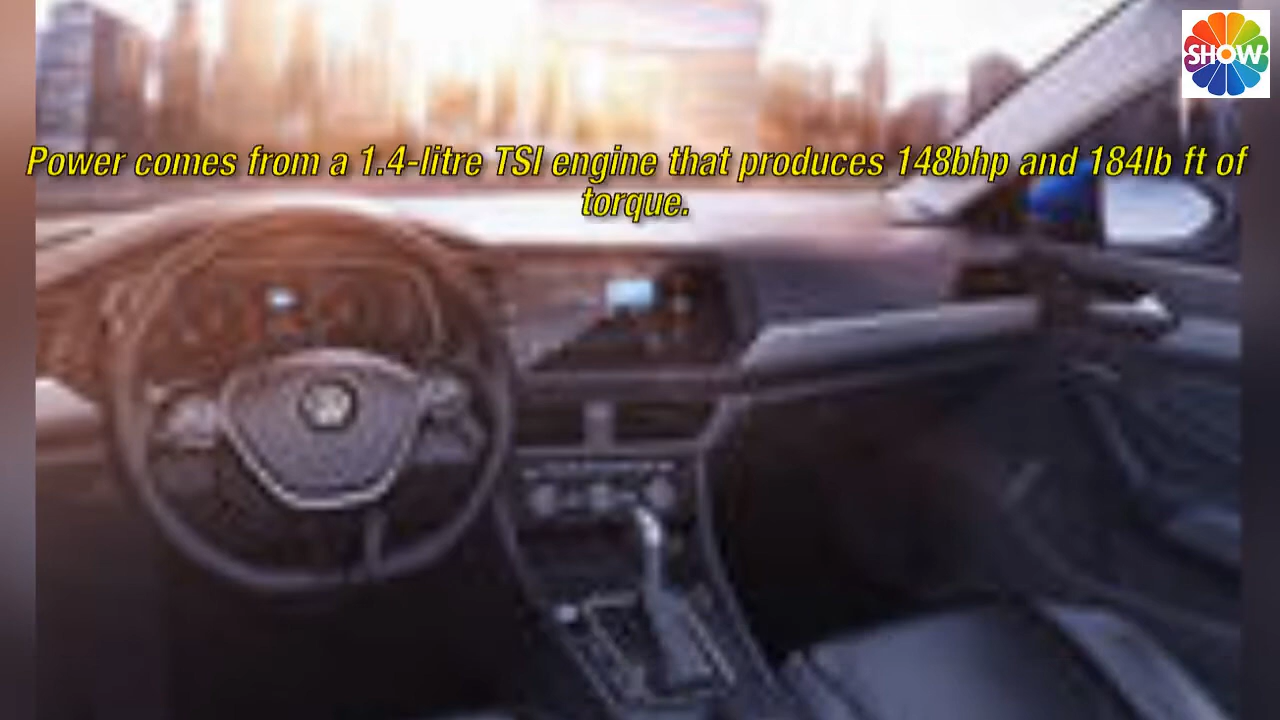 SHOW
Power comes from a 1.4-litre TSI engine that produces 148bhp and 184lb ft of
torque.